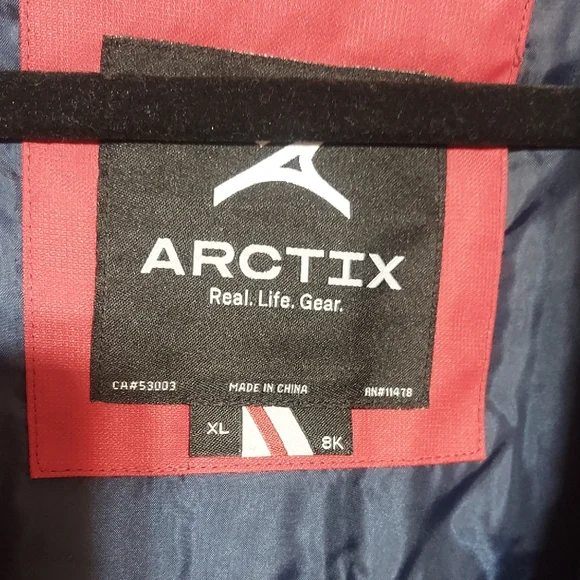 ARCTIX
Real. Life. Gear.
CA#53003 MADE IN CHINA RN#11478
XL 8K